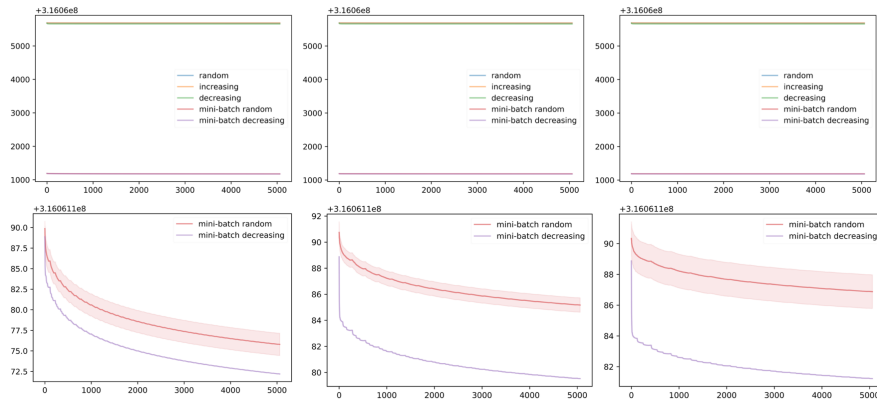 +3.1606e8
5000
4000
3000
2000
1000
0 1000 2000 3000 4000 5000
random
increasing
decreasing
mini-batch random
mini-batch decreasing
+3.1606e8
5000
4000
3000
2000
1000
0 1000 2000 3000 4000 5000
random
increasing
decreasing
mini-batch random
mini-batch decreasing
+3.1606e8
5000
4000
3000
2000
1000
0 1000 2000 3000 4000 5000
random
increasing
decreasing
mini-batch random
mini-batch decreasing
+3.160611e8
90.0
87.5
85.0
82.5
80.0
77.5
75.0
72.5
0 1000 2000 3000 4000 5000
mini-batch random
mini-batch decreasing
+3.160611e8
92
90
88
86
84
82
80
0 1000 2000 3000 4000 5000
mini-batch random
mini-batch decreasing
+3.160611e8
90
88
86
84
82
0 1000 2000 3000 4000 5000
mini-batch random
mini-batch decreasing